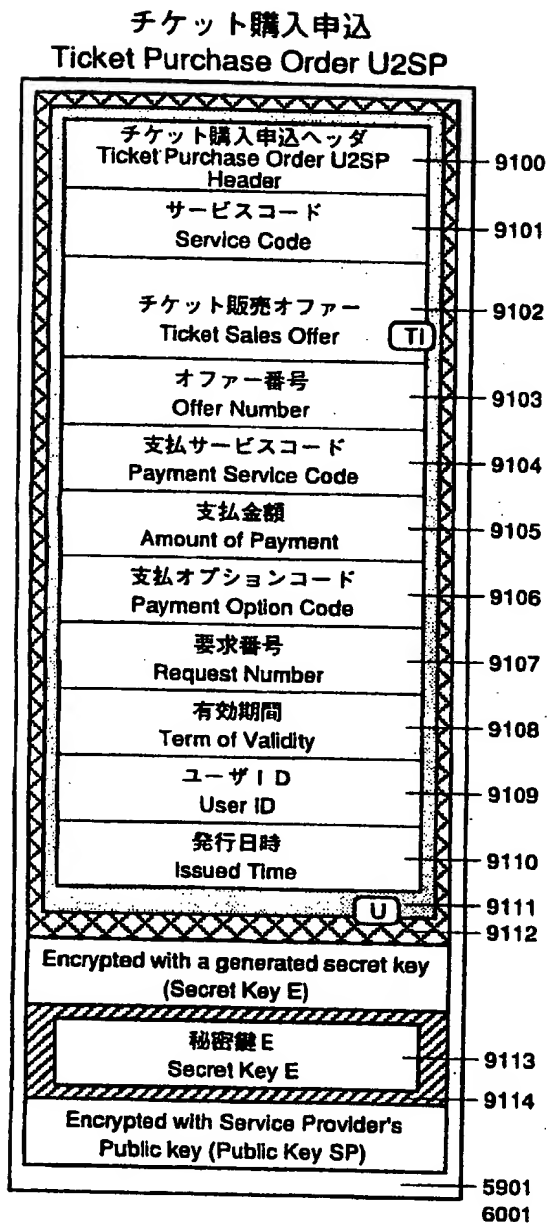 チケット購入申込
Ticket Purchase Order U2SP
チケット購入申込ヘッダ
Ticket Purchase Order U2SP
Header
9100
サービスコード
Service Code
9101
チケット販売オファー
Ticket Sales Offer
TI
9102
オファー番号
Offer Number
9103
支払サービスコード
Payment Service Code
9104
支払金額
Amount of Payment
9105
支払オプションコード
Payment Option Code
9106
要求番号
Request Number
9107
有効期間
Term of Validity
9108
ユーザID
User ID
9109
発行日時
Issued Time
9110
U
9111
9112
Encrypted with a generated secret key
(Secret Key E)
秘密鍵E
Secret Key E
9113
9114
Encrypted with Service Provider's
Public key (Public Key SP)
5901
6001